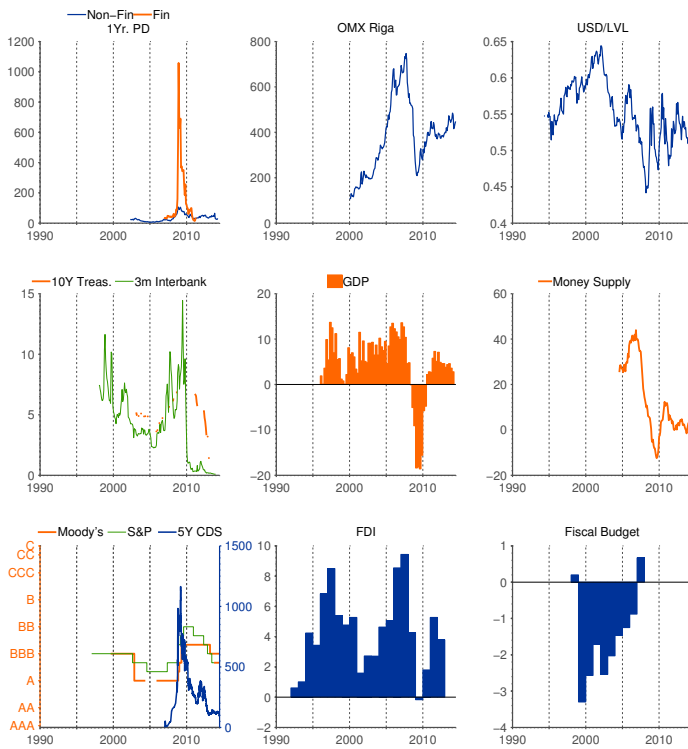 Non−Fin Fin
1Yr. PD
1200
1000
800
600
400
200
0
1990 2000 2010
OMX Riga
800
600
400
200
0
1990 2000 2010
USD/LVL
0.65
0.6
0.55
0.5
0.45
0.4
1990 2000 2010
10Y Treas. 3m Interbank
15
10
5
0
1990 2000 2010
GDP
20
10
0
−10
−20
1990 2000 2010
Money Supply
60
40
20
0
−20
1990 2000 2010
Moody's S&P 5Y CDS
C
CC
CCC
B
BB
BBB
A
AA
AAA
1500
1000
500
0
1990 2000 2010
FDI
10
8
6
4
2
0
−2
1990 2000 2010
Fiscal Budget
1
0
−1
−2
−3
−4
1990 2000 2010